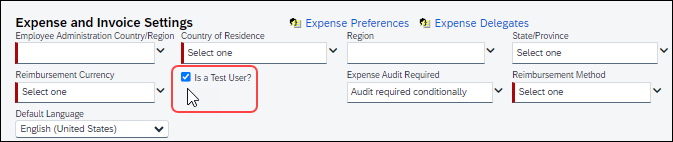 Expense and Invoice Settings Expense Preferences Expense Delegates
Employee Administration Country/Region Country of Residence Region State/Province
Select one Select one
Reimbursement Currency Is a Test User? Expense Audit Required Reimbursement Method
Select one Audit required conditionally Select one
Default Language
English (United States)